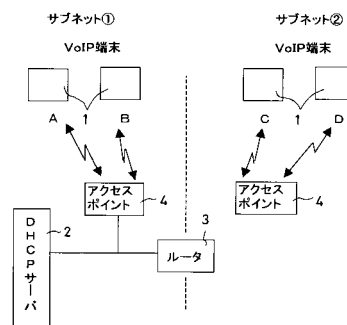 サブネット① サブネット②
VoIP端末 VoIP端末
A 1 B C 1 D
アクセスポイント 4 アクセスポイント 4
DHCPサーバ 2 ルータ 3